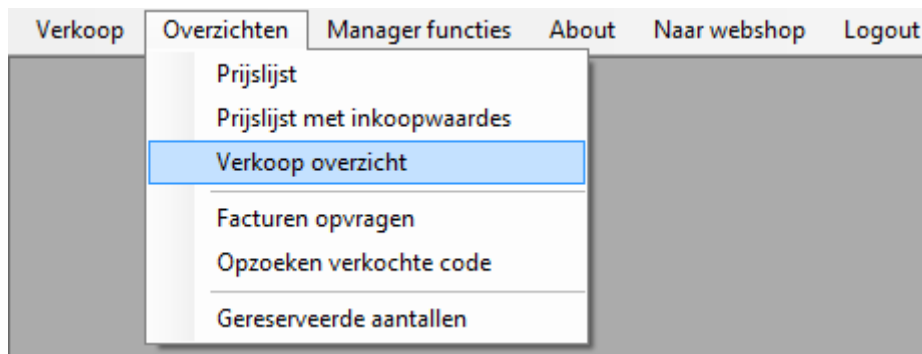 Verkoop Overzichten Manager functies About Naar webshop Logout
Prijslijst
Prijslijst met inkoopwaardes
Verkoop overzicht
Facturen opvragen
Opzoeken verkochte code
Gereserveerde aantallen